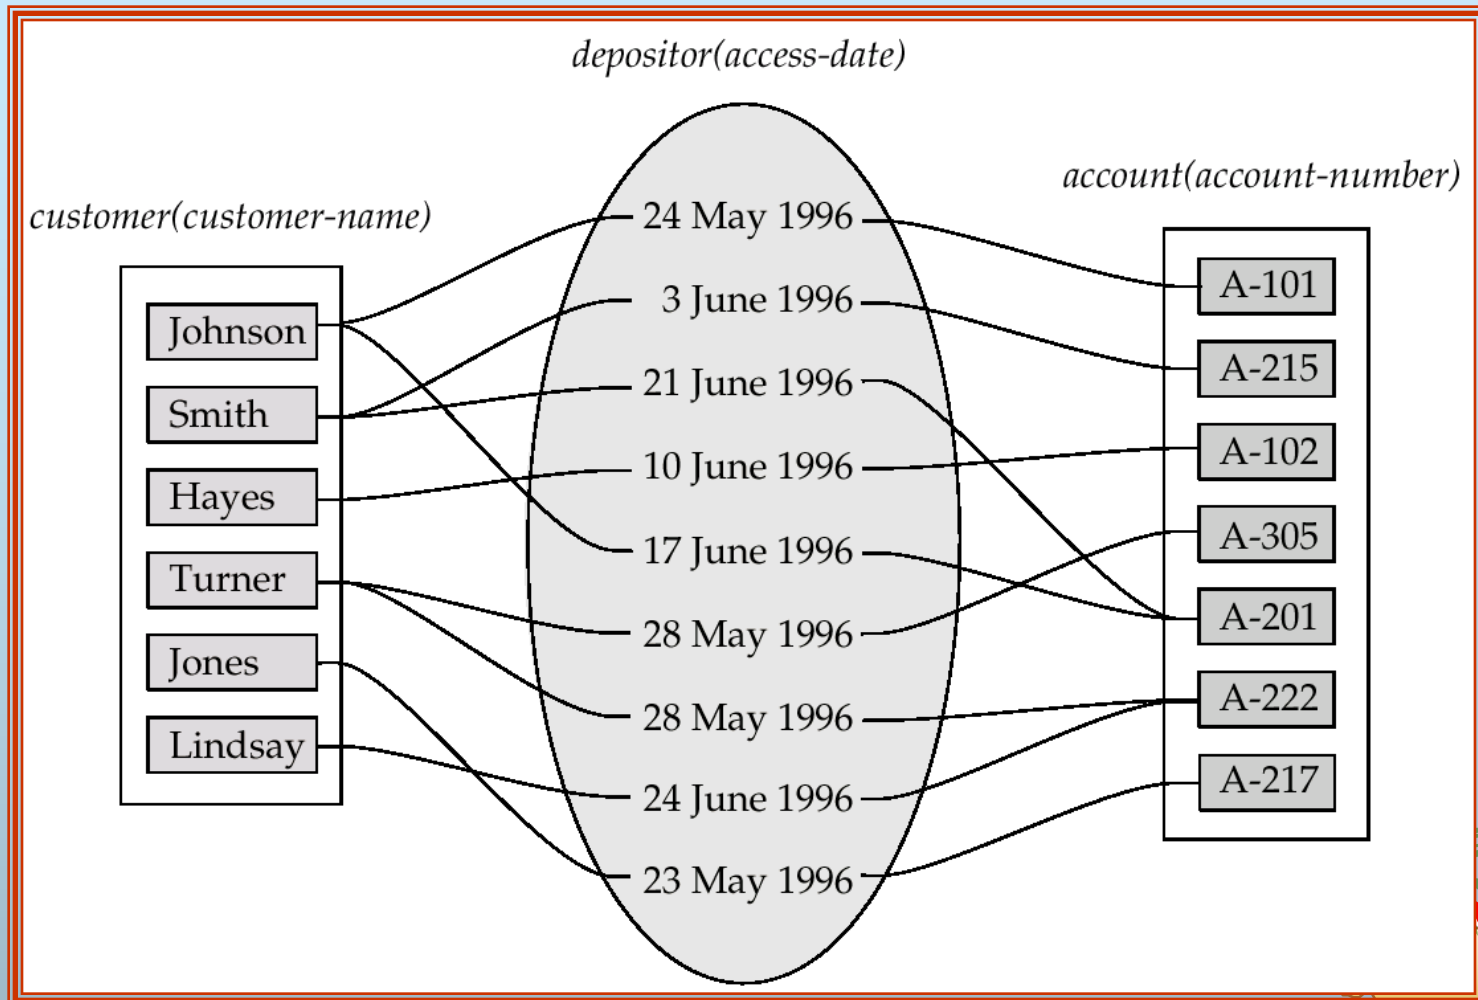 depositor(access-date)
customer(customer-name)
account(account-number)
Johnson
Smith
Hayes
Turner
Jones
Lindsay
24 May 1996
3 June 1996
21 June 1996
10 June 1996
17 June 1996
28 May 1996
28 May 1996
24 June 1996
23 May 1996
A-101
A-215
A-102
A-305
A-201
A-222
A-217